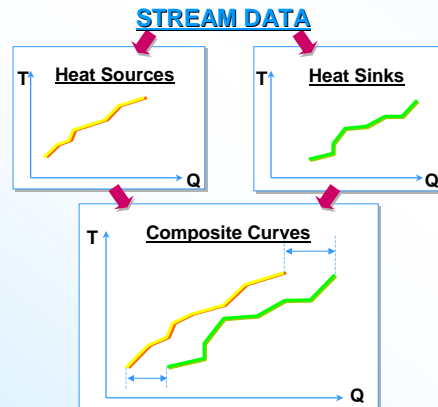 STREAM DATA
Heat Sources
T
Q
Heat Sinks
T
Q
Composite Curves
T
Q